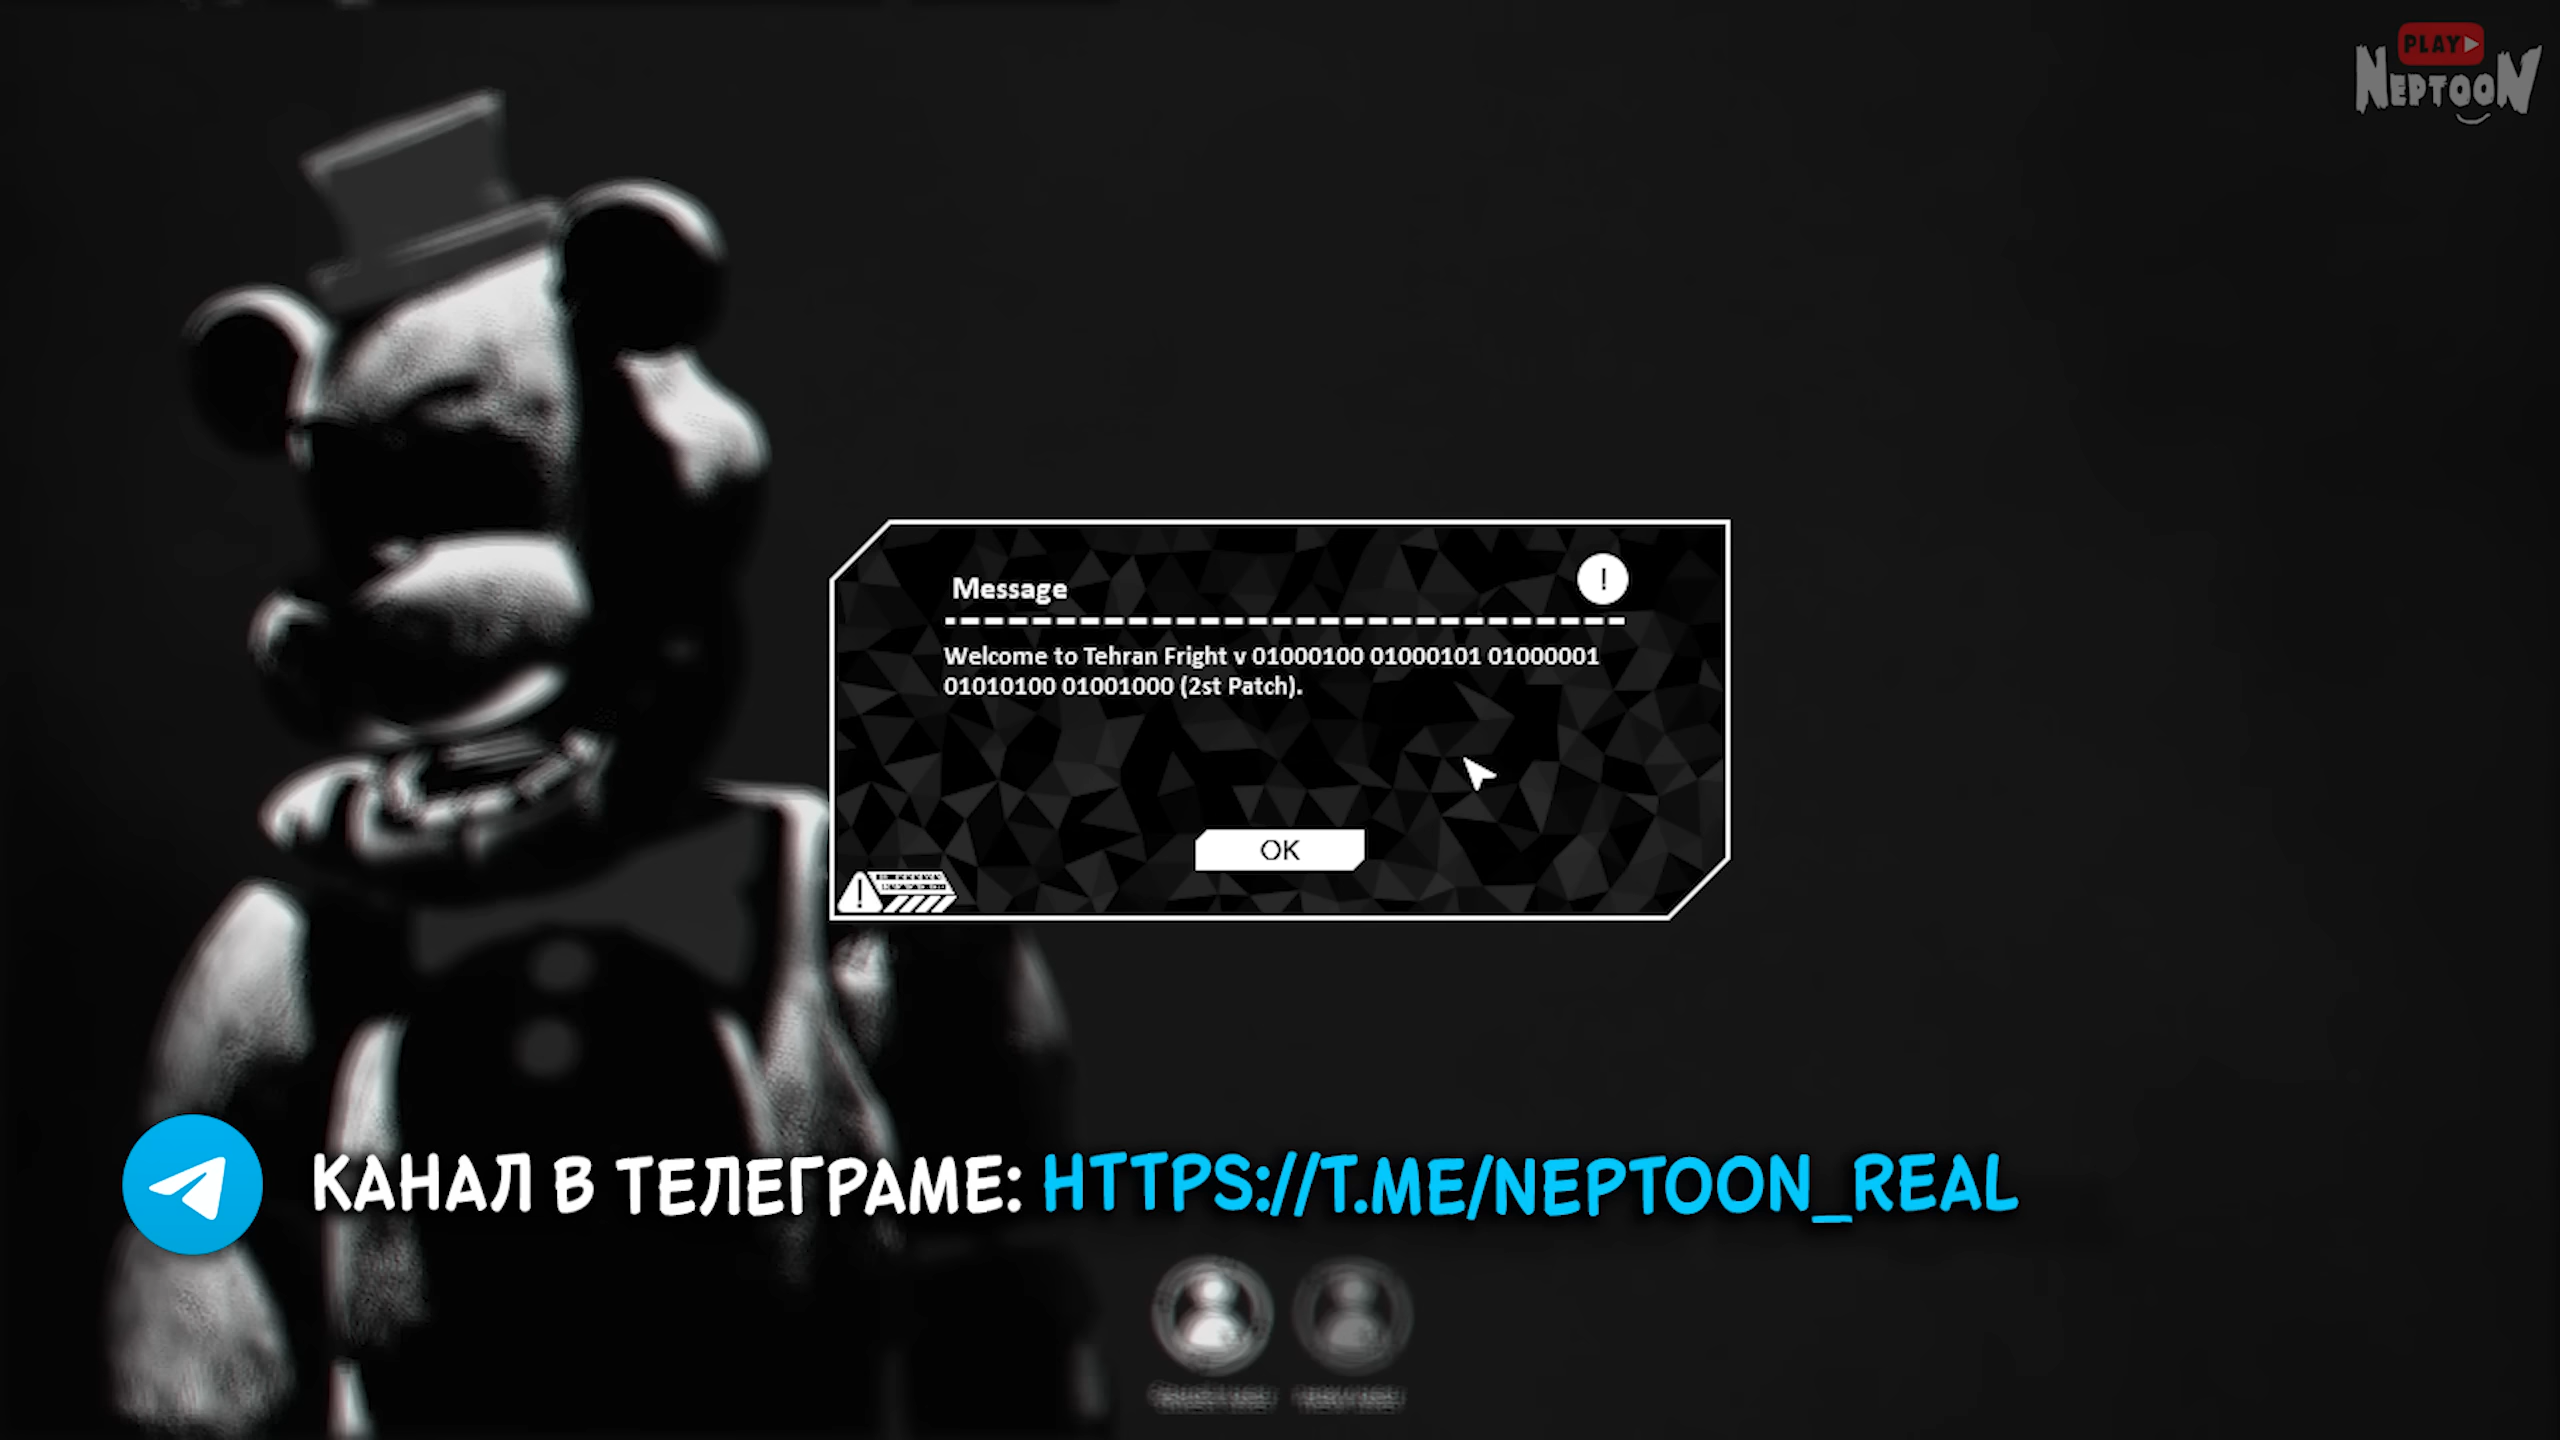 PLAY
NEPTOON
Message
!
Welcome to Tehran Fright v 01000100 01000101 01000001
01010100 01001000 (2st Patch).
OK
КАНАЛ В ТЕЛЕГРАМЕ: HTTPS://T.ME/NEPTOON_REAL